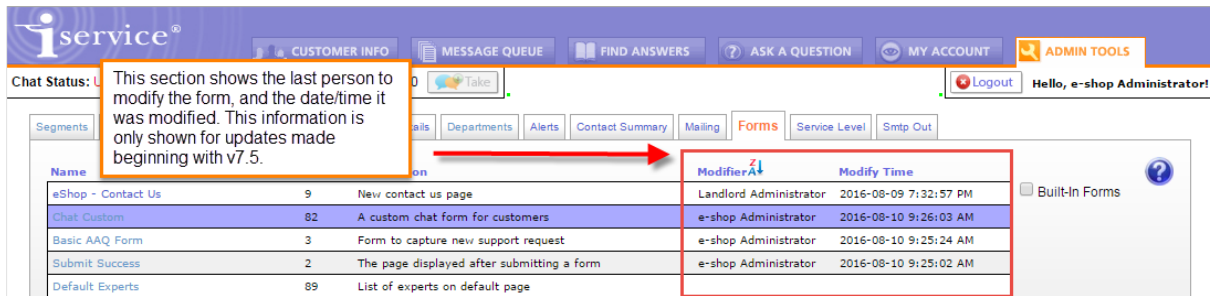 iservice®
CUSTOMER INFO MESSAGE QUEUE FIND ANSWERS ? ASK A QUESTION MY ACCOUNT ADMIN TOOLS
Chat Status: U 0 Take Logout Hello, e-shop Administrator!
This section shows the last person to
modify the form, and the date/time it
was modified. This information is
only shown for updates made
beginning with v7.5.
Segments ails Departments Alerts Contact Summary Mailing Forms Service Level Smtp Out
Name on Modifier Z A Modify Time ?
eShop - Contact Us 9 New contact us page Landlord Administrator 2016-08-09 7:32:57 PM Built-In Forms
Chat Custom 82 A custom chat form for customers e-shop Administrator 2016-08-10 9:26:03 AM
Basic AAQ Form 3 Form to capture new support request e-shop Administrator 2016-08-10 9:25:24 AM
Submit Success 2 The page displayed after submitting a form e-shop Administrator 2016-08-10 9:25:02 AM
Default Experts 89 List of experts on default page